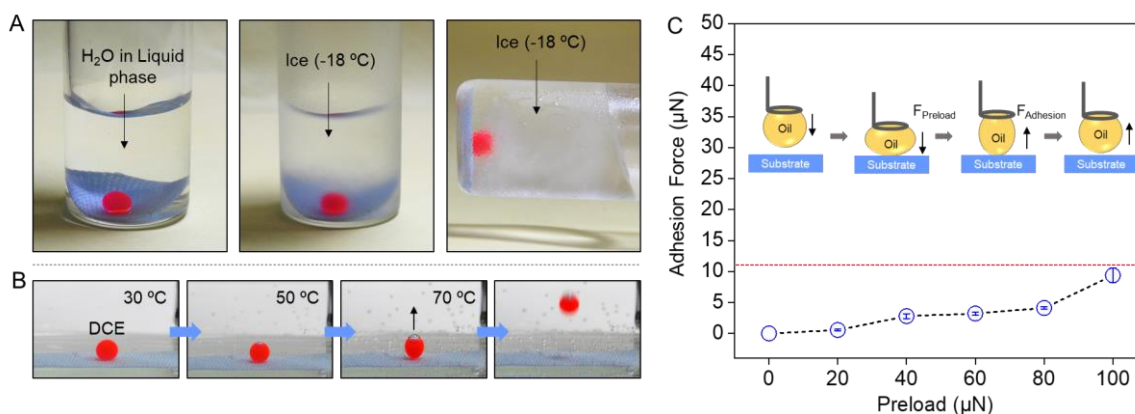 A
H2O in Liquid
phase
Ice (-18 ºC)
Ice (-18 ºC)
B
30 ºC
DCE
50 ºC
70 ºC
C
Adhesion Force (µN)
50
45
40
35
30
25
20
15
10
5
0
Oil
Substrate
Oil
Substrate
FPreload
Oil
Substrate
FAdhesion
Oil
Substrate
0 20 40 60 80 100
Preload (µN)